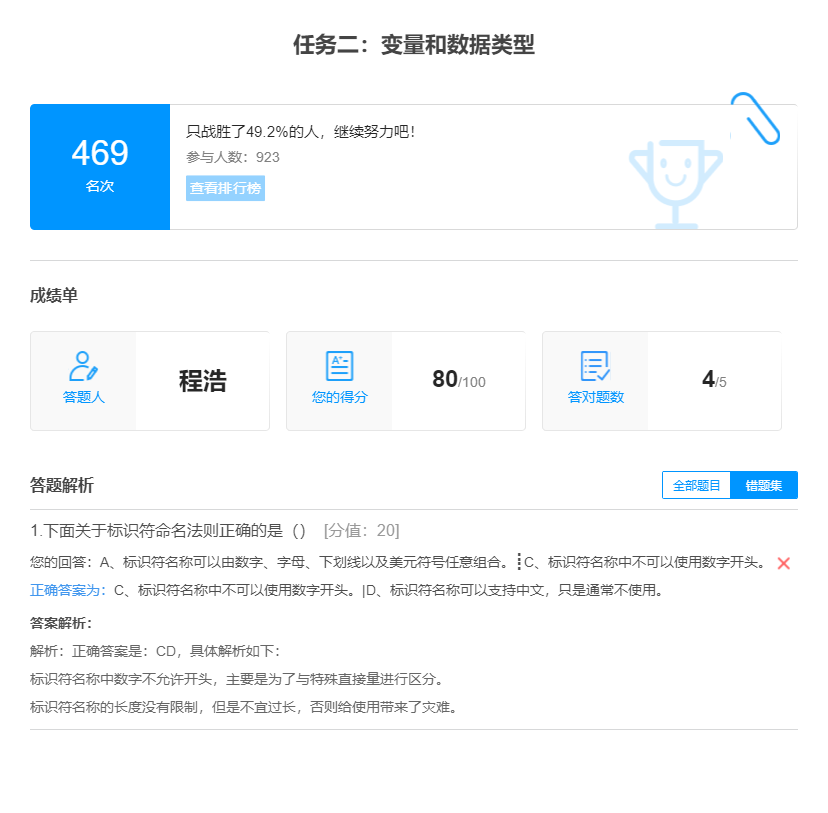 任务二：变量和数据类型
469
名次
只战胜了49.2%的人，继续努力吧！
参与人数：923
查看排行榜
成绩单
答题人
程浩
您的得分
80/100
答对题数
4/5
答题解析
全部题目
错题集
1.下面关于标识符命名法则正确的是（） [分值：20]
您的回答：A、标识符名称可以由数字、字母、下划线以及美元符号任意组合。┋C、标识符名称中不可以使用数字开头。
正确答案为：C、标识符名称中不可以使用数字开头。|D、标识符名称可以支持中文，只是通常不使用。
答案解析：
解析：正确答案是：CD，具体解析如下：
标识符名称中数字不允许开头，主要是为了与特殊直接量进行区分。
标识符名称的长度没有限制，但是不宜过长，否则给使用带来了灾难。